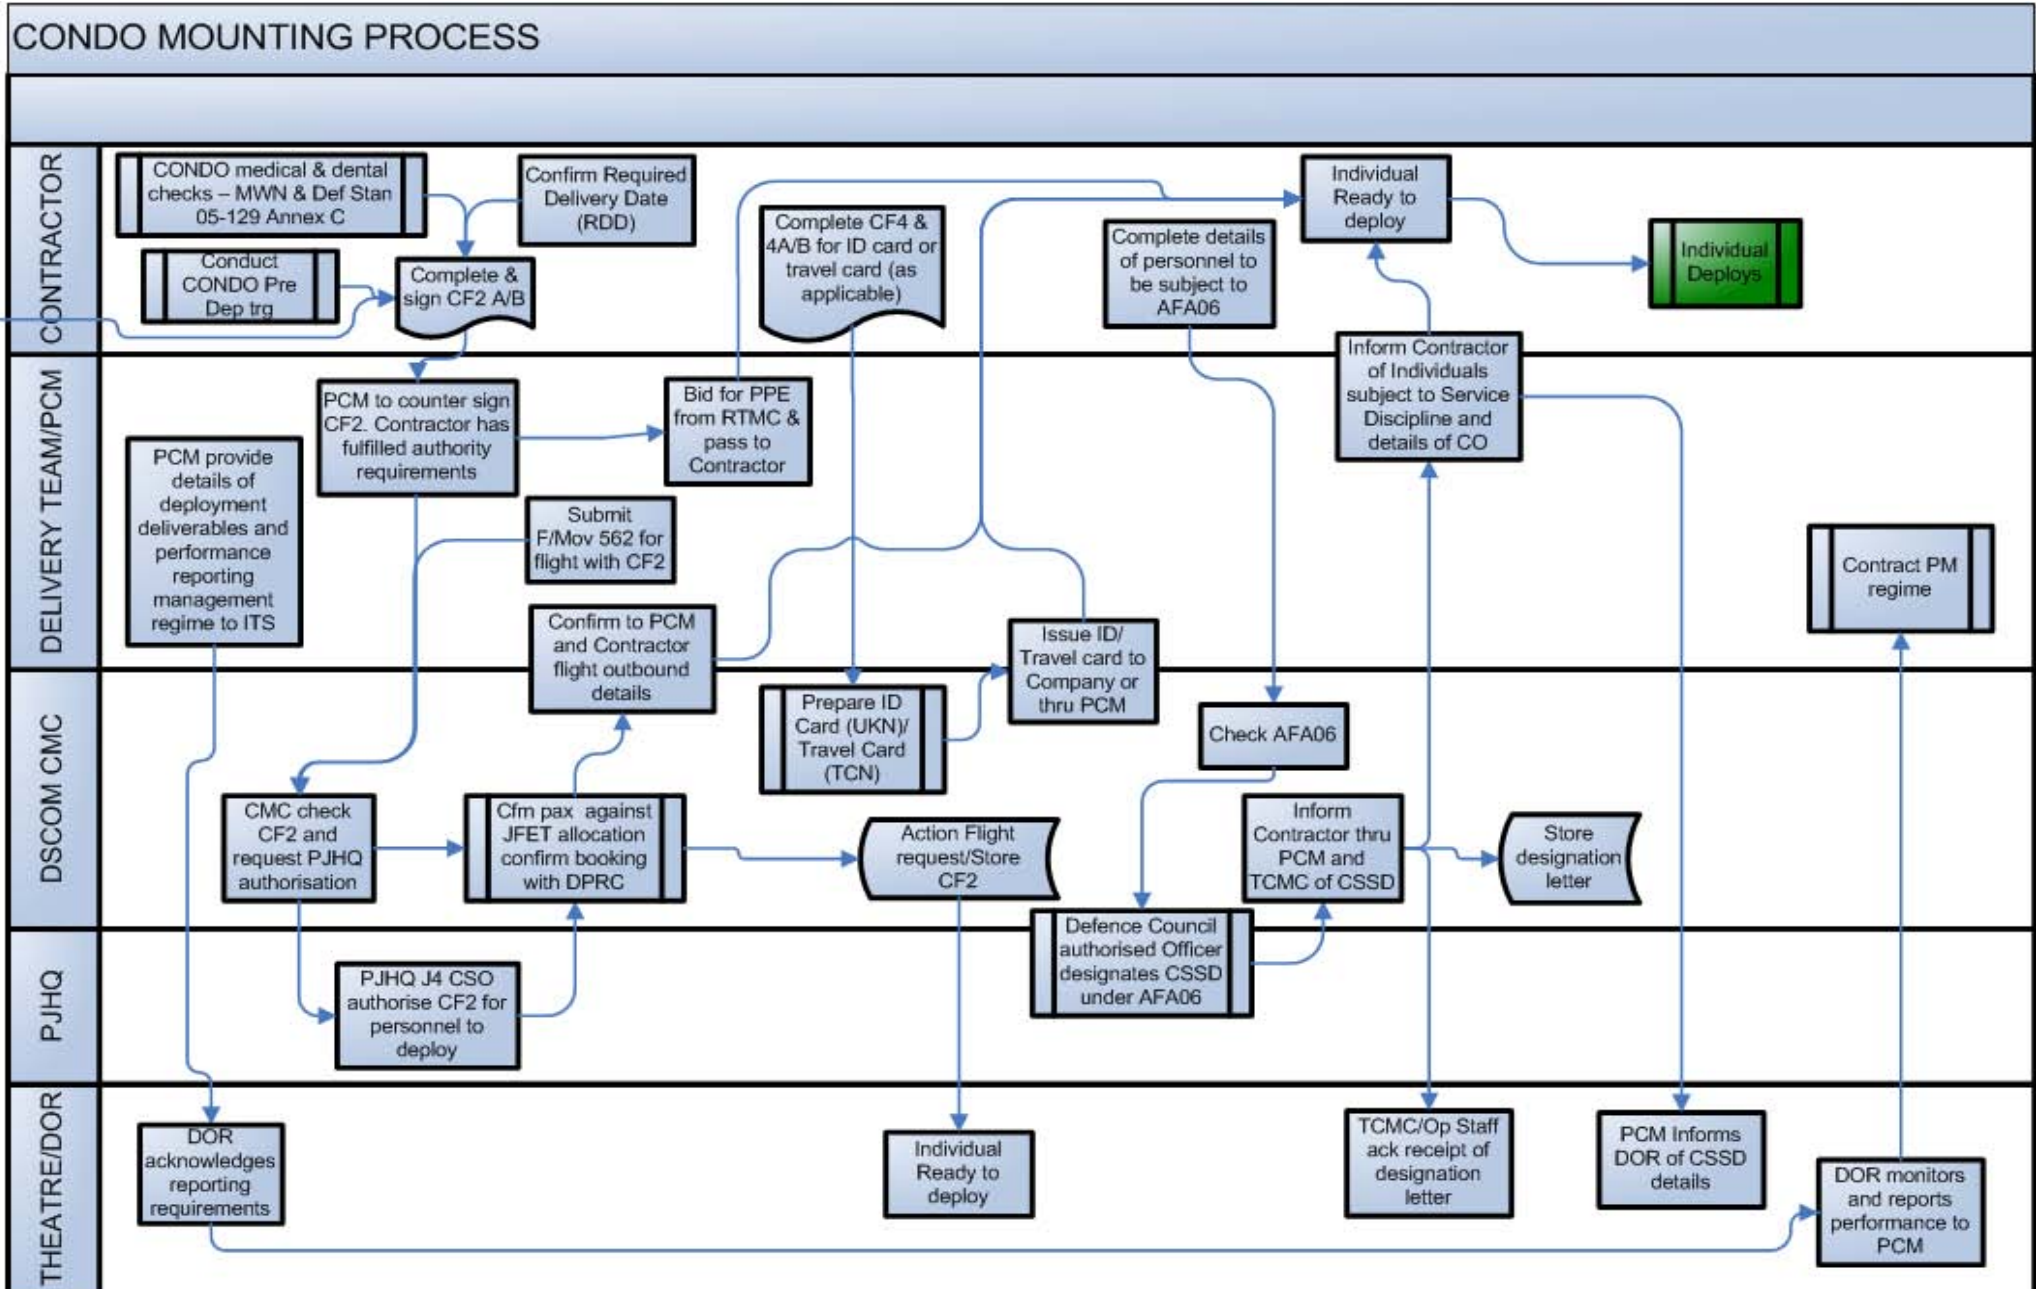 CONDO MOUNTING PROCESS
CONTRACTOR
CONDO medical & dental
checks – MWN & Def Stan
05-129 Annex C
Confirm Required
Delivery Date
(RDD)
Conduct
CONDO Pre
Dep trg
Complete &
sign CF2 A/B
Complete CF4 &
4A/B for ID card or
travel card (as
applicable)
Complete details
of personnel to
be subject to
AFA06
Individual
Ready to
deploy
Individual
Deploys
DELIVERY TEAM/PCM
PCM provide
details of
deployment
deliverables and
performance
reporting
management
regime to ITS
PCM to counter sign
CF2. Contractor has
fulfilled authority
requirements
Bid for PPE
from RTMC &
pass to
Contractor
Submit
F/Mov 562 for
flight with CF2
Confirm to PCM
and Contractor
flight outbound
details
Issue ID/
Travel card to
Company or
thru PCM
Inform Contractor
of Individuals
subject to Service
Discipline and
details of CO
Contract PM
regime
DSCOM CMC
CMC check
CF2 and
request PJHQ
authorisation
Cfm pax against
JFET allocation
confirm booking
with DPRC
Prepare ID
Card (UKN)/
Travel Card
(TCN)
Action Flight
request/Store
CF2
Check AFA06
Inform
Contractor thru
PCM and
TCMC of CSSD
Store
designation
letter
PJHQ
PJHQ J4 CSO
authorise CF2 for
personnel to
deploy
Defence Council
authorised Officer
designates CSSD
under AFA06
THEATRE/DOR
DOR
acknowledges
reporting
requirements
Individual
Ready to
deploy
TCMC/Op Staff
ack receipt of
designation
letter
PCM Informs
DOR of CSSD
details
DOR monitors
and reports
performance to
PCM